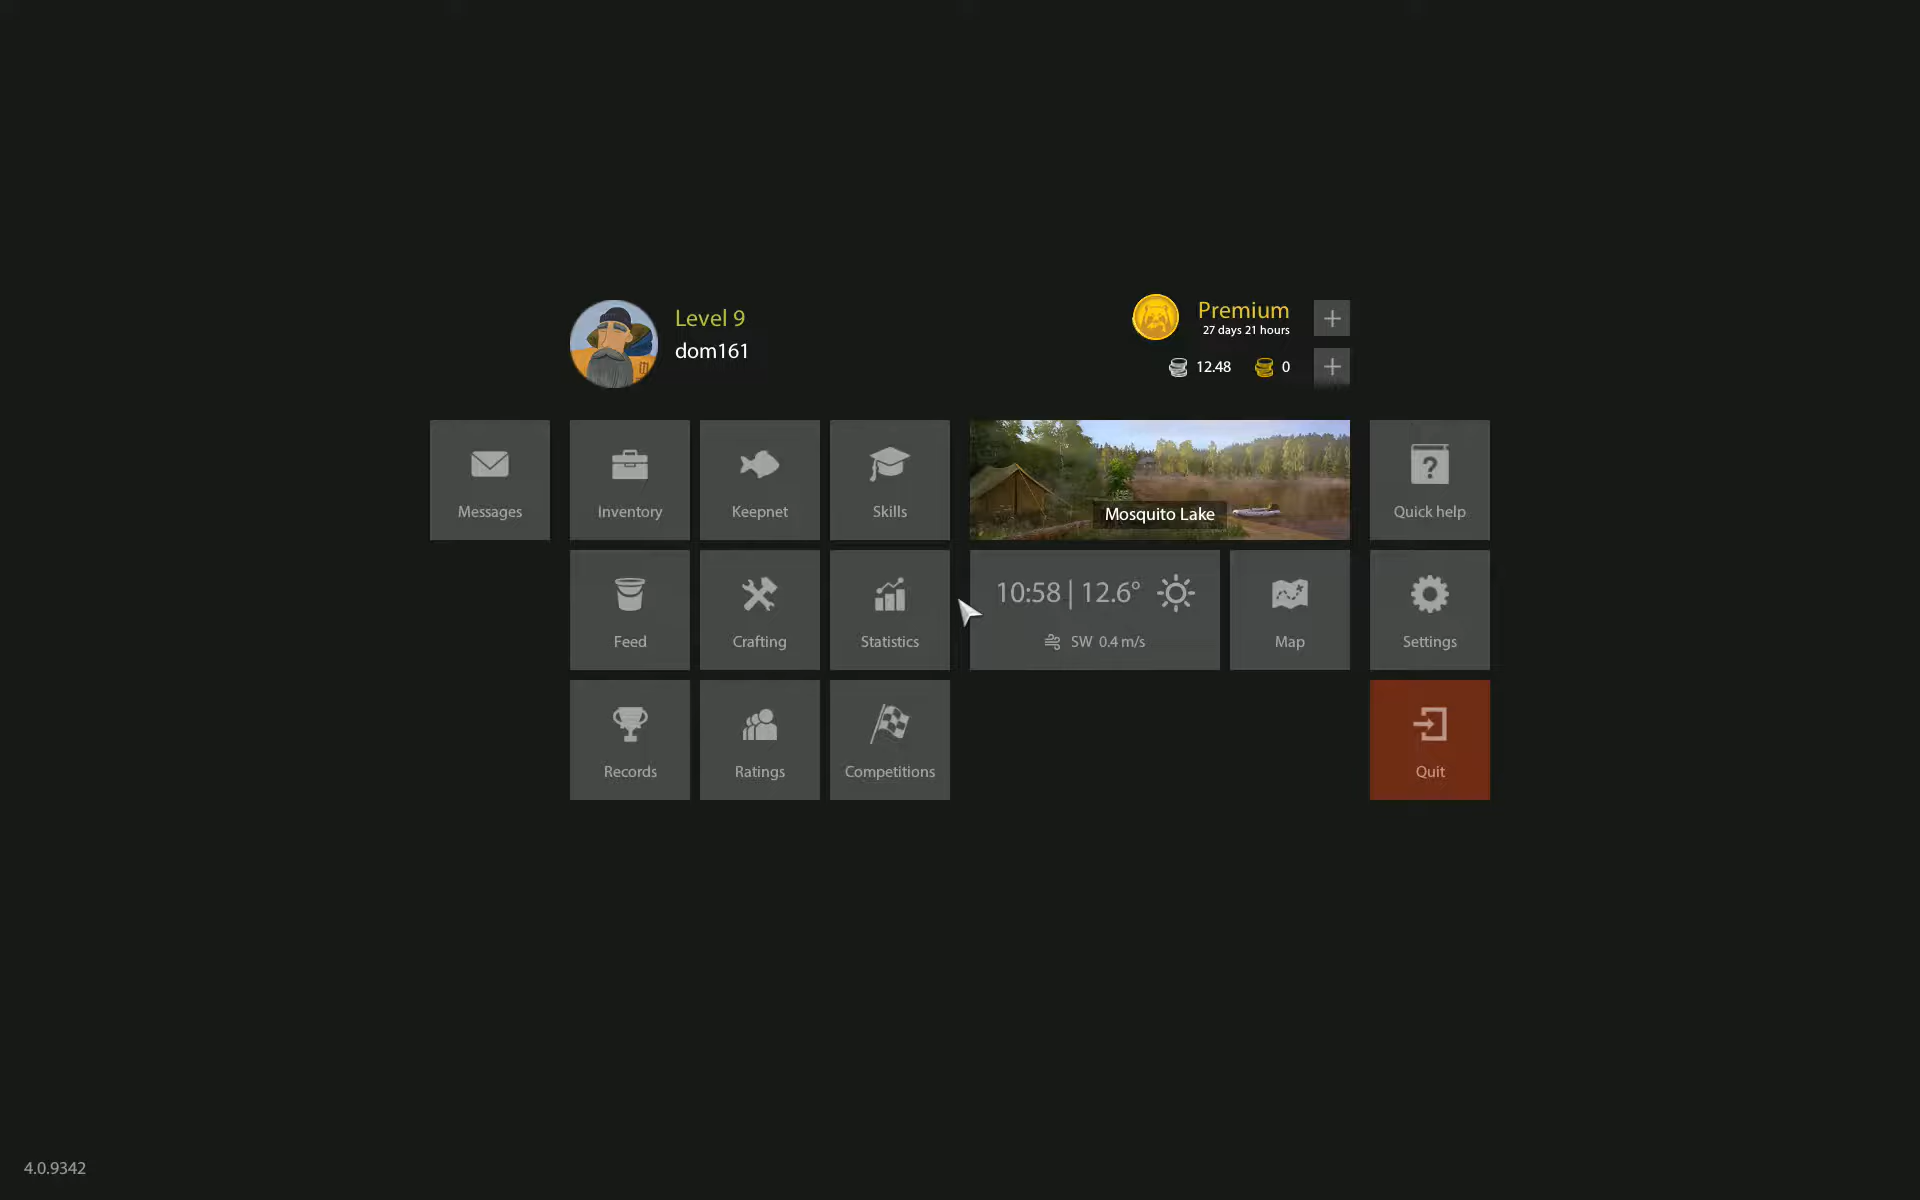 Level 9
dom161
Premium
27 days 21 hours
12.48
0
Messages
Inventory
Keepnet
Skills
Mosquito Lake
Quick help
Feed
Crafting
Statistics
10:58 | 12.6°
SW 0.4 m/s
Map
Settings
Records
Ratings
Competitions
Quit
4.0.9342